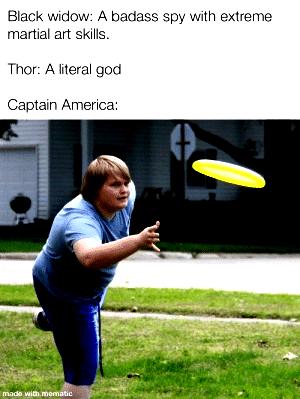 Black widow: A badass spy with extreme
martial art skills.
Thor: A literal god
Captain America:
made with mematic